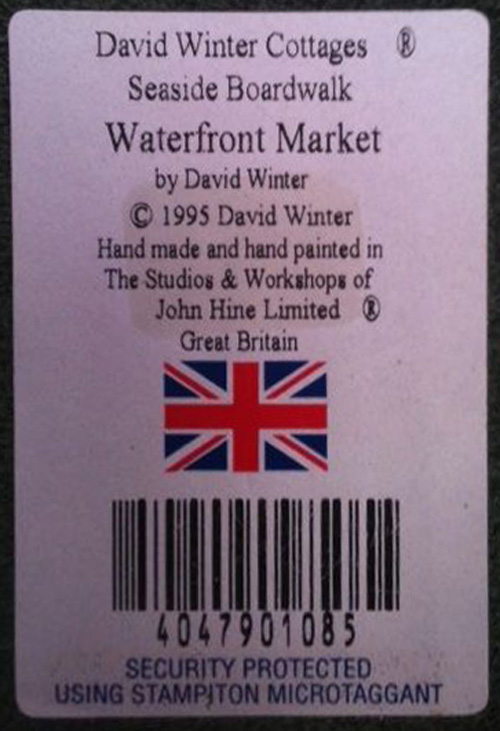 David Winter Cottages ®
Seaside Boardwalk
Waterfront Market
by David Winter
© 1995 David Winter
Hand made and hand painted in
The Studios & Workshops of
John Hine Limited ®
Great Britain
4047901085
SECURITY PROTECTED
USING STAMPITON MICROTAGGANT